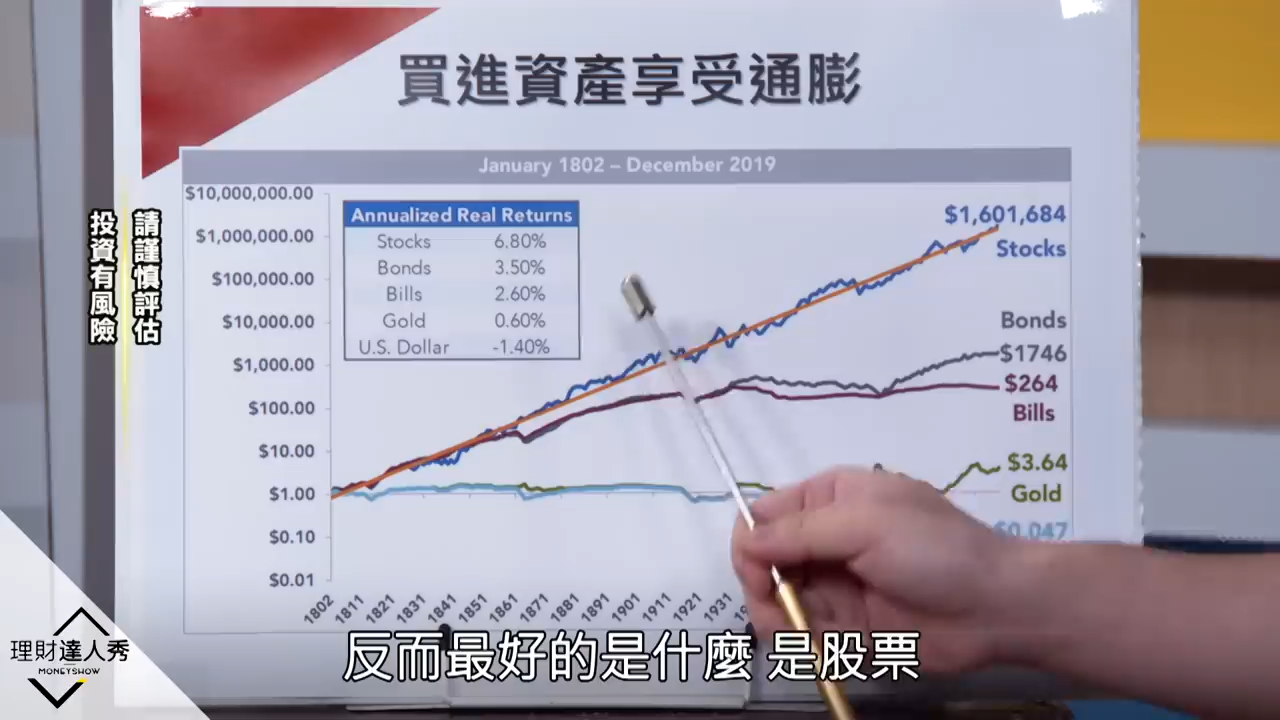 買進資產享受通膨
January 1802 – December 2019
$10,000,000.00
$1,000,000.00
$100,000.00
$10,000.00
$1,000.00
$100.00
$10.00
$1.00
$0.10
$0.01
Annualized Real Returns
Stocks 6.80%
Bonds 3.50%
Bills 2.60%
Gold 0.60%
U.S. Dollar -1.40%
$1,601,684
Stocks
Bonds
$1746
$264
Bills
$3.64
Gold
$0.047
1802 1811 1821 1831 1841 1851 1861 1871 1881 1891 1901 1911 1921 1931
請謹慎評估
投資有風險
理財達人秀
MONEYSHOW
反而最好的是什麼 是股票